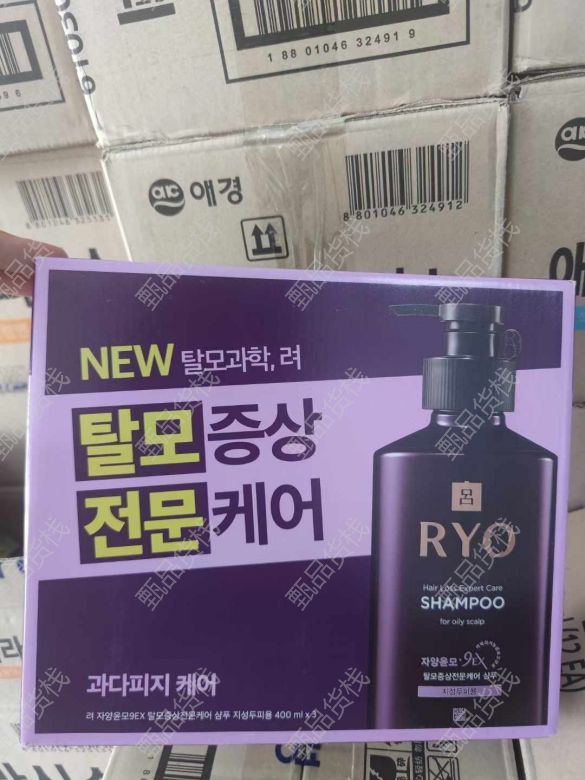 1 88 01046 32491 9
애경
8 801046 324912
NEW 탈모과학, 려
탈모증상
전문케어
呂
RYO
Hair Loss Expert Care
SHAMPOO
for oily scalp
자양윤모 9EX
탈모증상전문케어 샴푸
지성두피용
과다피지 케어
려 자양윤모9EX 탈모증상전문케어 샴푸 지성두피용 400 ml x 3
甄品货栈